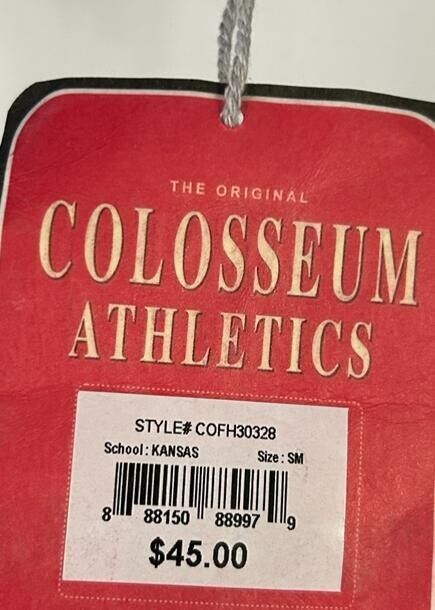 THE ORIGINAL
COLOSSEUM
ATHLETICS
STYLE# COFH30328
School: KANSAS Size: SM
8 88150 88997 9
$45.00